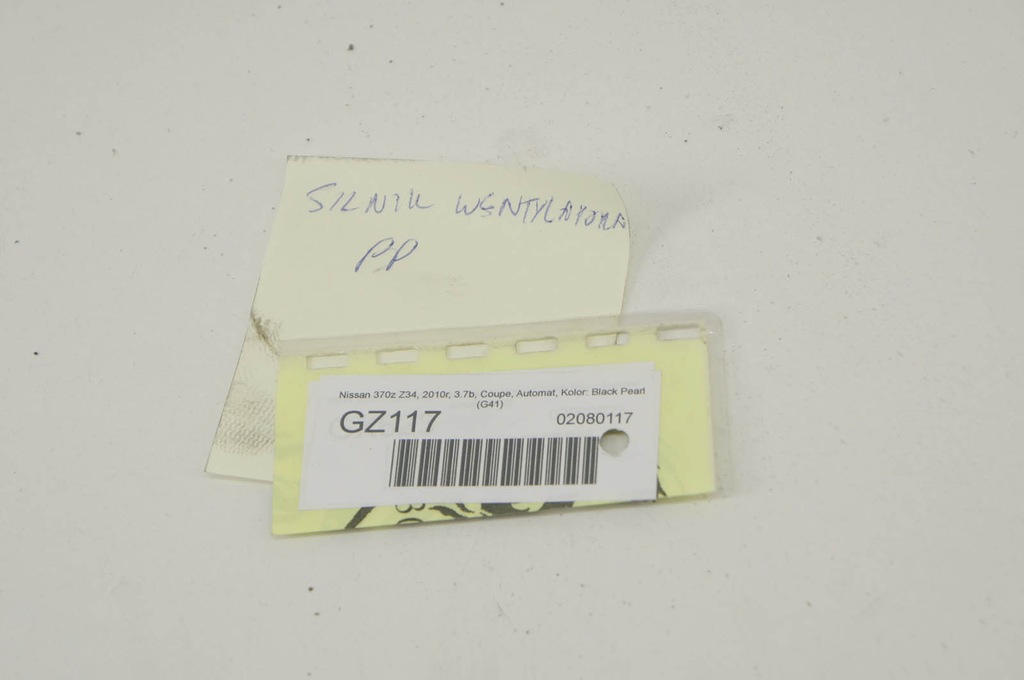 SILNIK WENTYLATORA
PP
Nissan 370z Z34, 2010r, 3.7b, Coupe, Automat, Kolor: Black Pearl
(G41)
GZ117 02080117